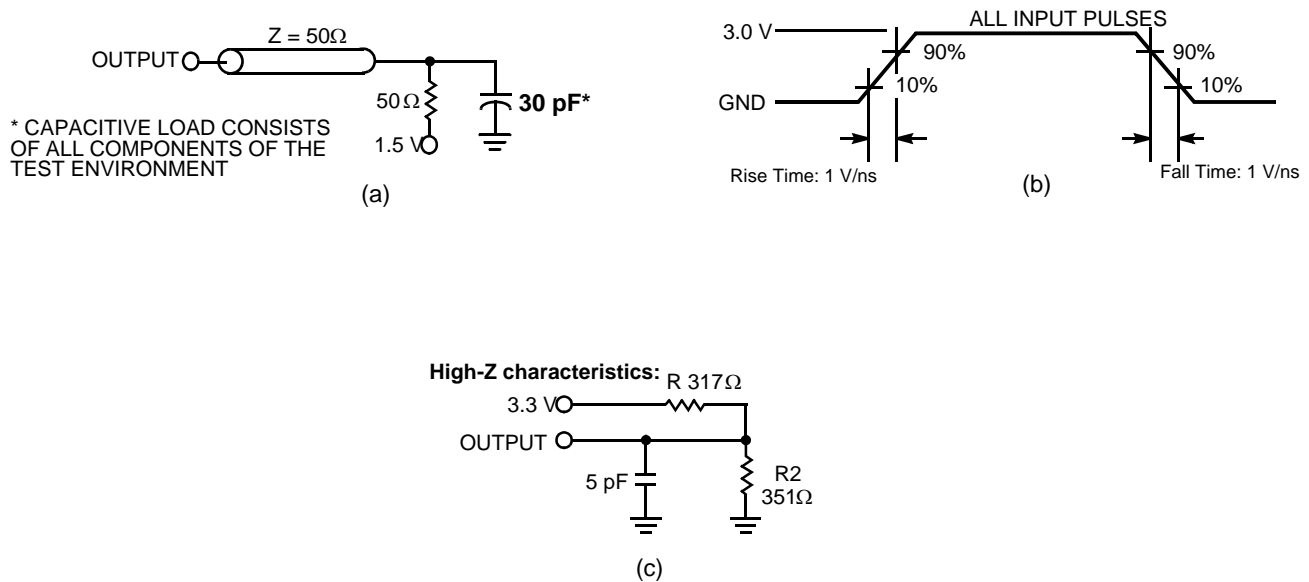 Z = 50Ω
OUTPUT
50Ω
30 pF*
1.5 V
* CAPACITIVE LOAD CONSISTS
OF ALL COMPONENTS OF THE
TEST ENVIRONMENT
(a)
ALL INPUT PULSES
3.0 V
90%
90%
10%
10%
GND
Rise Time: 1 V/ns
Fall Time: 1 V/ns
(b)
High-Z characteristics:
R 317Ω
3.3 V
OUTPUT
5 pF
R2
351Ω
(c)